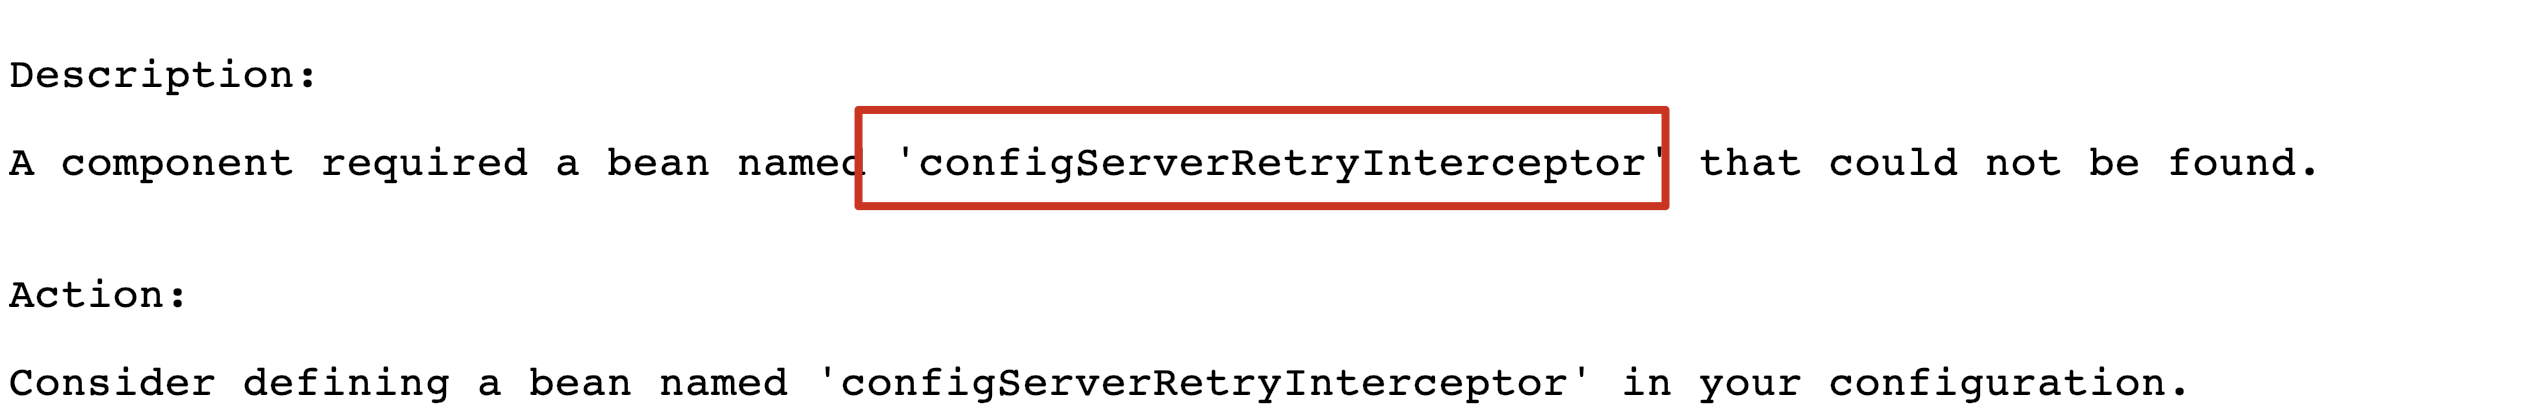 Description:
A component required a bean named 'configServerRetryInterceptor' that could not be found.
Action:
Consider defining a bean named 'configServerRetryInterceptor' in your configuration.